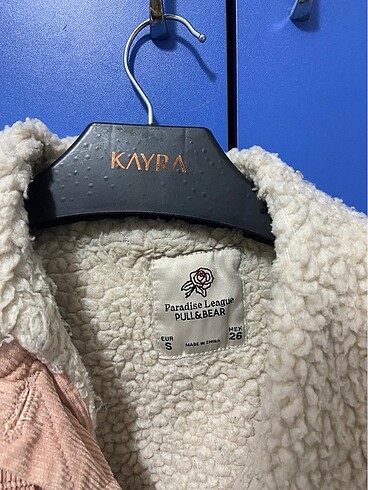 KAYRA
Paradise League
PULL&BEAR
EUR
S
MADE IN CHINA
MEX
26